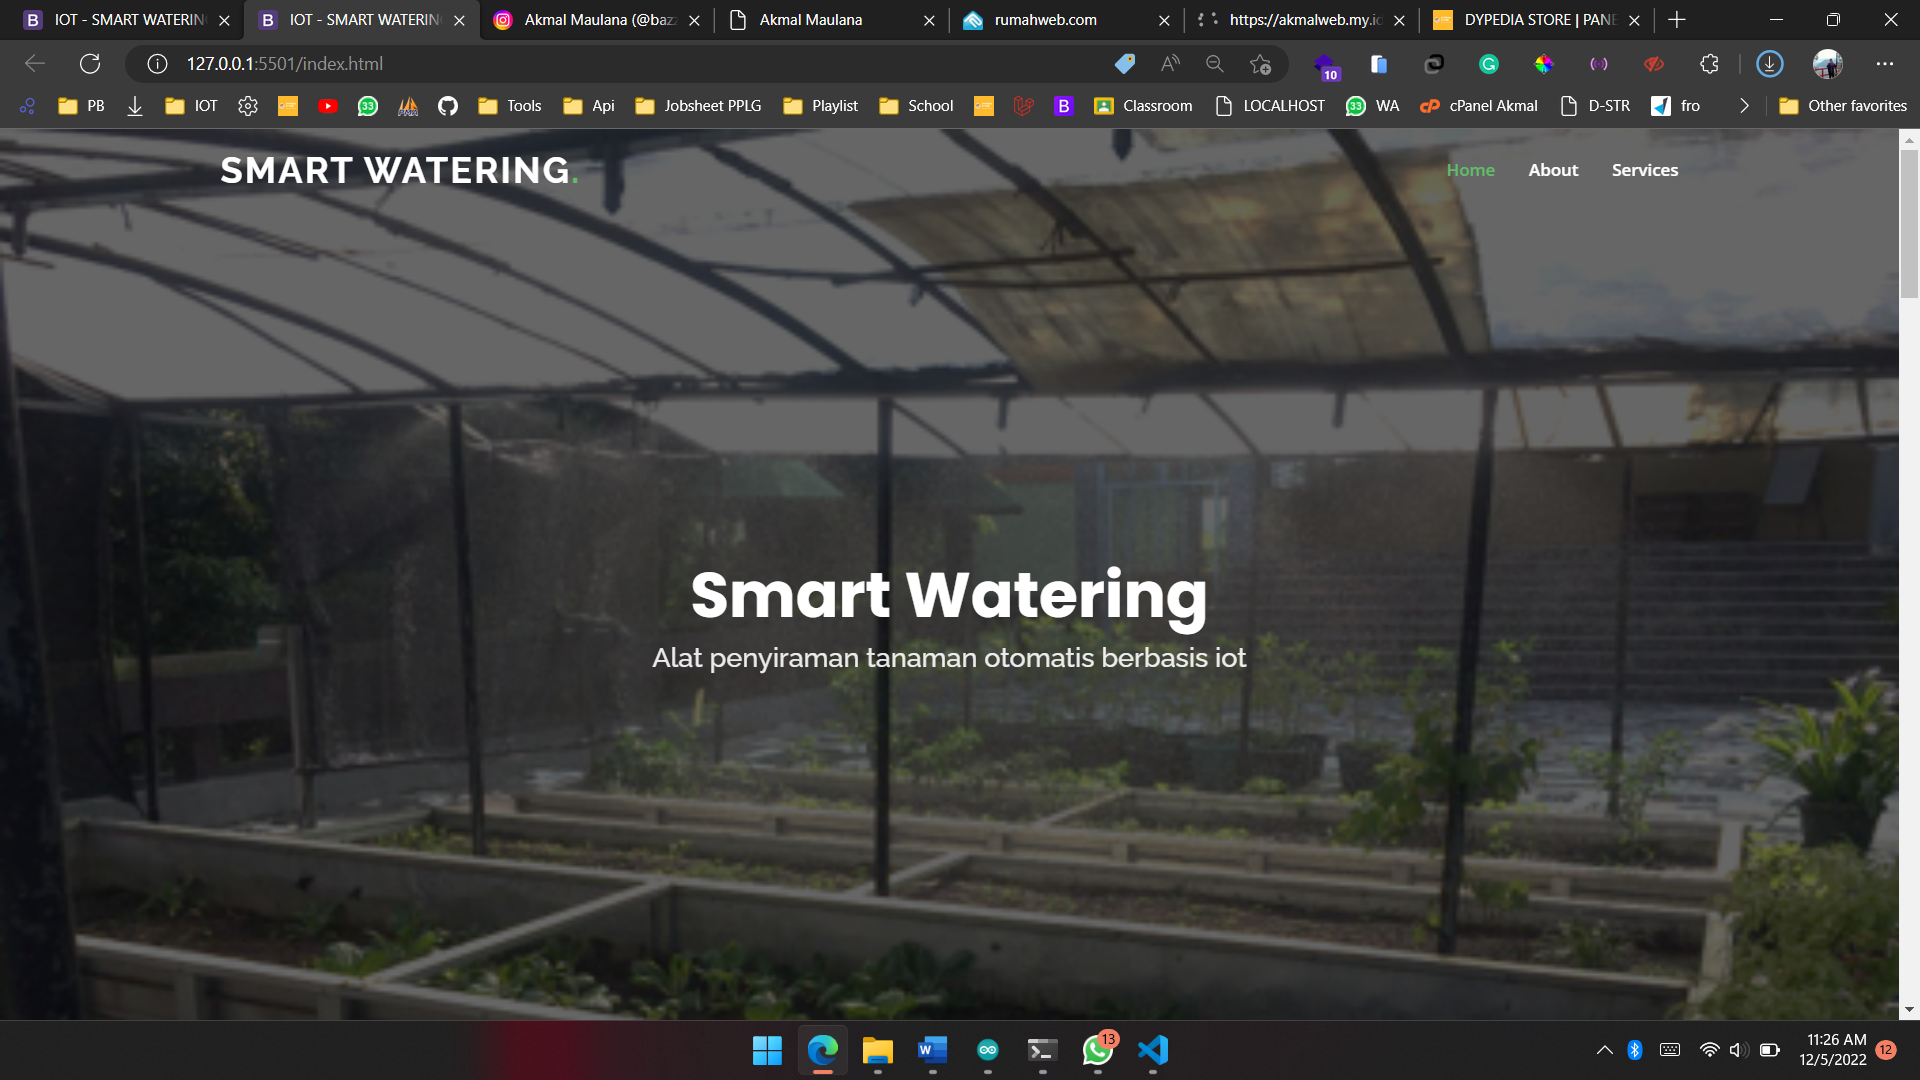 IOT - SMART WATERIN
IOT - SMART WATERIN
Akmal Maulana (@baz
Akmal Maulana
rumahweb.com
https://akmalweb.my.i
DYPEDIA STORE | PAN
127.0.0.1:5501/index.html
10
PB
IOT
33
Tools
Api
Jobsheet PPLG
Playlist
School
B
Classroom
LOCALHOST
33
WA
cPanel Akmal
D-STR
fro
Other favorites
SMART WATERING.
Home
About
Services
Smart Watering
Alat penyiraman tanaman otomatis berbasis iot
13
11:26 AM
12/5/2022
12